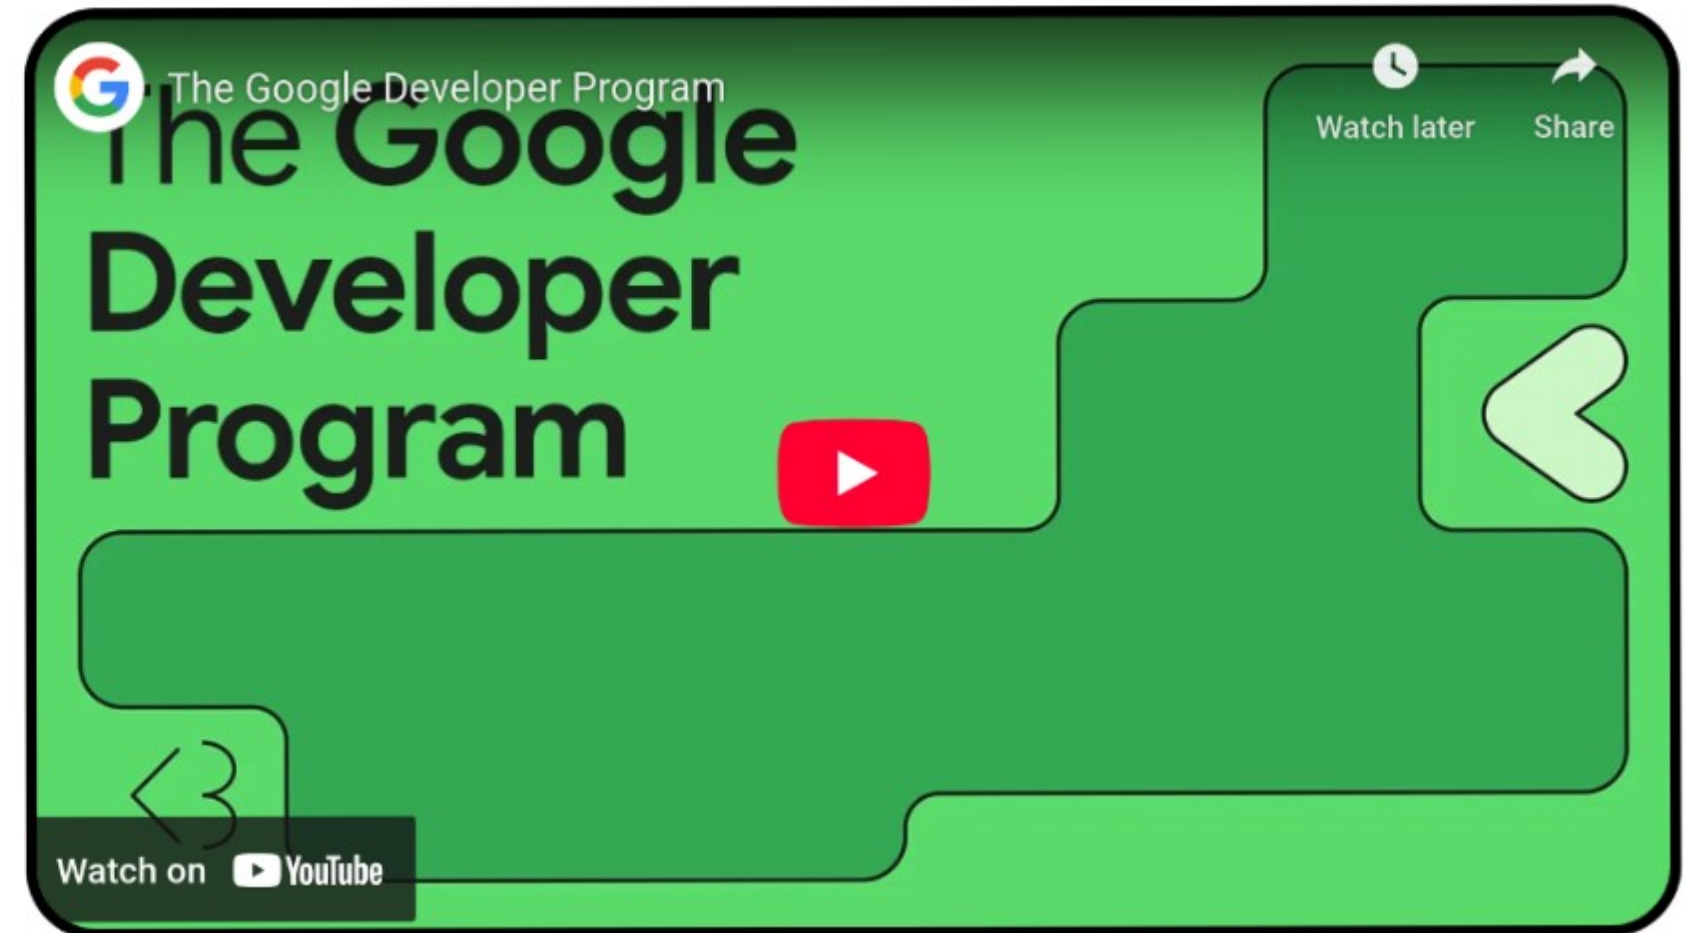 The Google Developer Program
Watch later
Share
The Google
Developer
Program
<3
Watch on YouTube